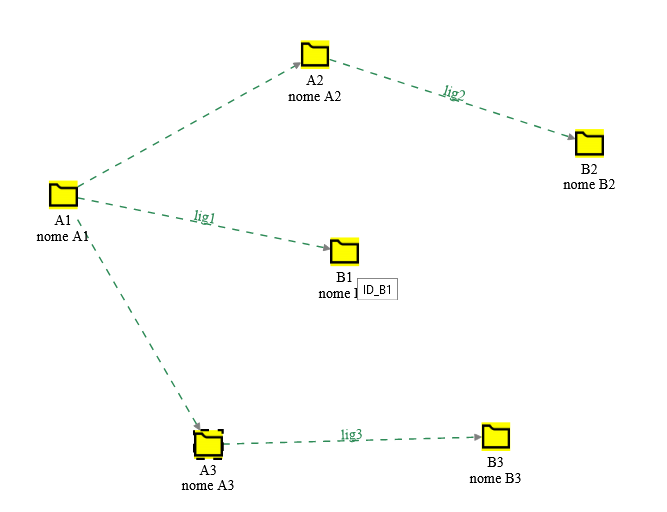 A2
nome A2
lig2
B2
nome B2
A1
nome A1
lig1
B1
nome
ID_B1
lig3
A3
nome A3
B3
nome B3